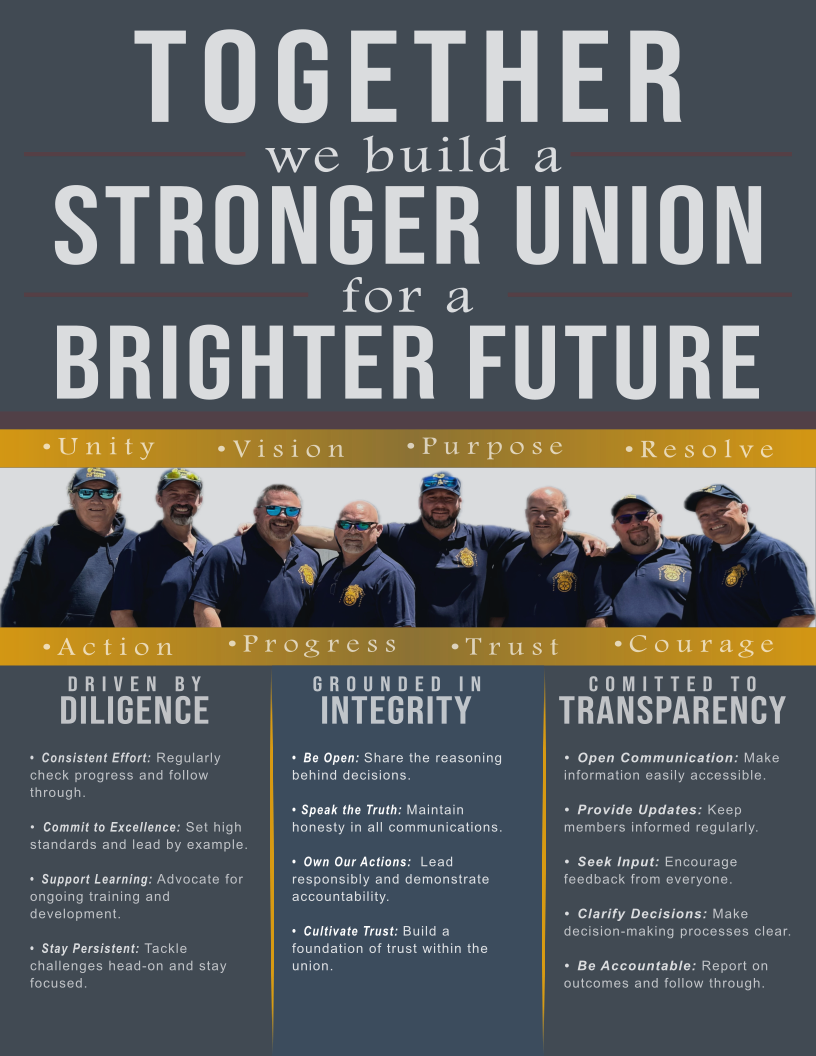 TOGETHER
we build a
STRONGER UNION
for a
BRIGHTER FUTURE
•Unity •Vision •Purpose •Resolve
•Action •Progress •Trust •Courage
DRIVEN BY
DILIGENCE
• Consistent Effort: Regularly
check progress and follow
through.
• Commit to Excellence: Set high
standards and lead by example.
• Support Learning: Advocate for
ongoing training and
development.
• Stay Persistent: Tackle
challenges head-on and stay
focused.
GROUNDED IN
INTEGRITY
• Be Open: Share the reasoning
behind decisions.
• Speak the Truth: Maintain
honesty in all communications.
• Own Our Actions: Lead
responsibly and demonstrate
accountability.
• Cultivate Trust: Build a
foundation of trust within the
union.
COMITTED TO
TRANSPARENCY
• Open Communication: Make
information easily accessible.
• Provide Updates: Keep
members informed regularly.
• Seek Input: Encourage
feedback from everyone.
• Clarify Decisions: Make
decision-making processes clear.
• Be Accountable: Report on
outcomes and follow through.